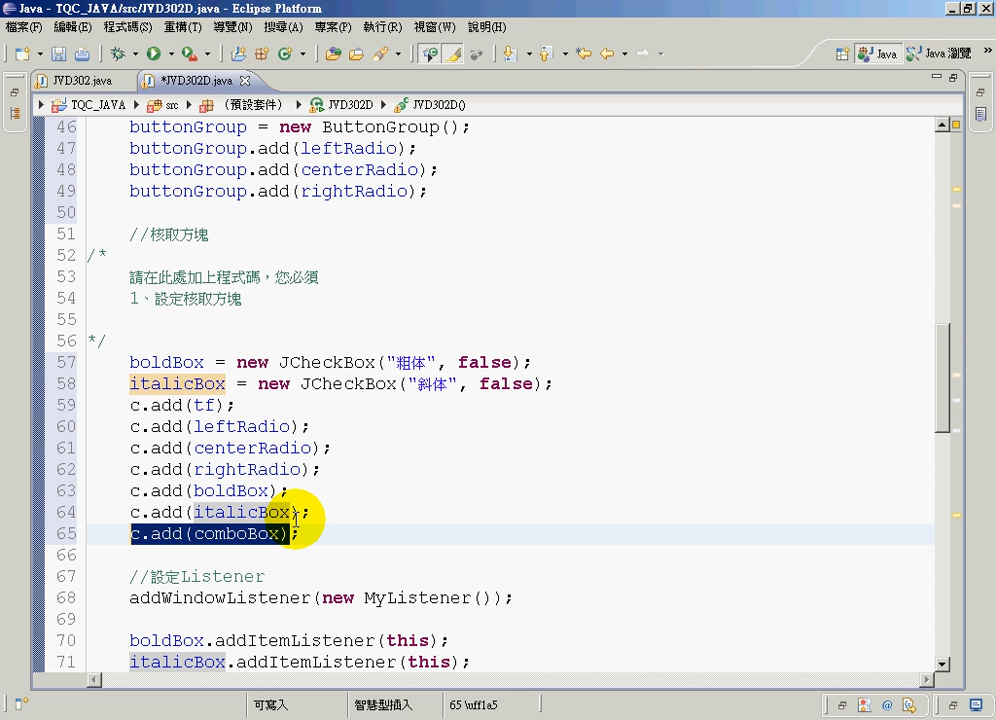 Java - TQC_JAVA/src/JVD302D.java - Eclipse Platform
檔案(F) 編輯(E) 程式碼(S) 重構(T) 導覽(N) 搜尋(A) 專案(P) 執行(R) 視窗(W) 說明(H)
Java Java 瀏覽 »
JVD302.java *JVD302D.java
TQC_JAVA src (預設套件) JVD302D JVD302D()
46 buttonGroup = new ButtonGroup();
47 buttonGroup.add(leftRadio);
48 buttonGroup.add(centerRadio);
49 buttonGroup.add(rightRadio);
50
51 //核取方塊
52 /*
53 請在此處加上程式碼，您必須
54 1、設定核取方塊
55
56 */
57 boldBox = new JCheckBox("粗体", false);
58 italicBox = new JCheckBox("斜体", false);
59 c.add(tf);
60 c.add(leftRadio);
61 c.add(centerRadio);
62 c.add(rightRadio);
63 c.add(boldBox);
64 c.add(italicBox);
65 c.add(comboBox);
66
67 //設定Listener
68 addWindowListener(new MyListener());
69
70 boldBox.addItemListener(this);
71 italicBox.addItemListener(this);
可寫入 智慧型插入 65 \uff1a5